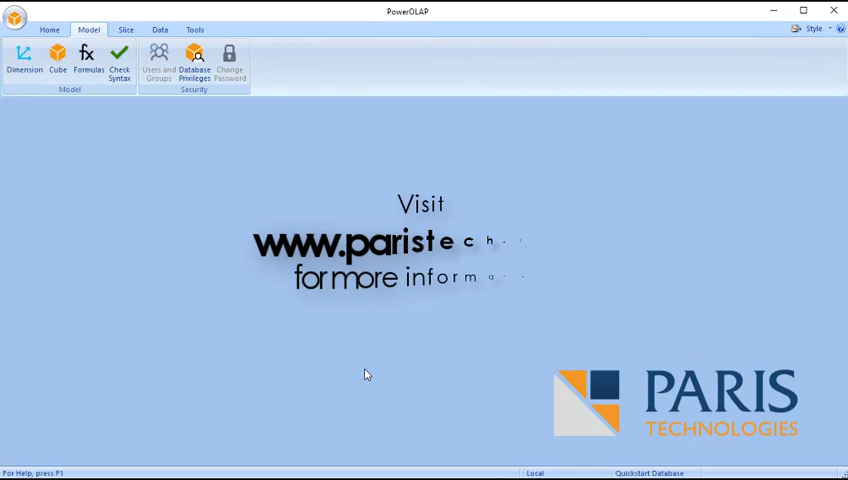 PowerOLAP
Home Model Slice Data Tools
Style
Dimension Cube Formulas Check Syntax Users and Groups Database Privileges Change Password
Model Security
Visit
www.paristech
for more inform
PARIS
TECHNOLOGIES
For Help, press F1 Local Quickstart Database